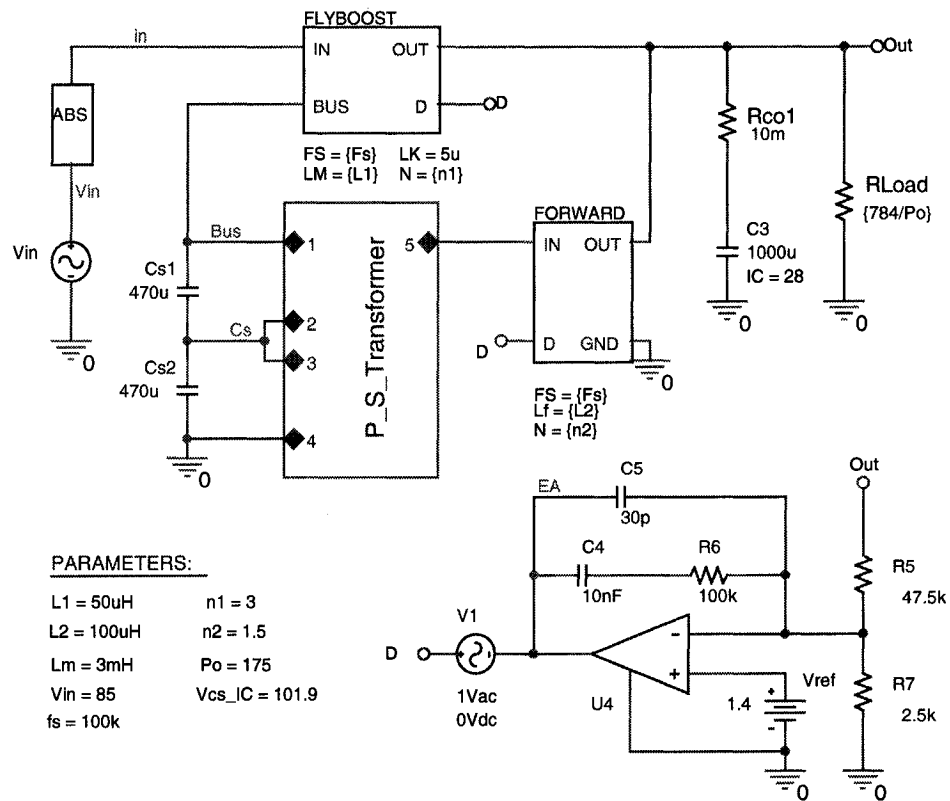 FLYBOOST
in
IN OUT
Out
ABS
BUS D
D
Rco1
10m
FS = {Fs} LK = 5u
LM = {L1} N = {n1}
RLoad
{784/Po}
Vin
Vin
FORWARD
Bus
1 5
IN OUT
C3
1000u
IC = 28
Cs1
470u
P_S_Transformer
2
Cs
3
D
D GND
0
0
0
0
Cs2
470u
0
4
FS = {Fs}
Lf = {L2}
N = {n2}
0
Out
EA
C5
30p
PARAMETERS:
C4
10nF
R6
100k
R5
47.5k
L1 = 50uH n1 = 3
L2 = 100uH n2 = 1.5
Lm = 3mH Po = 175
Vin = 85 Vcs_IC = 101.9
fs = 100k
V1
D
1Vac
0Vdc
-
+
U4
+
1.4
-
Vref
R7
2.5k
0
0